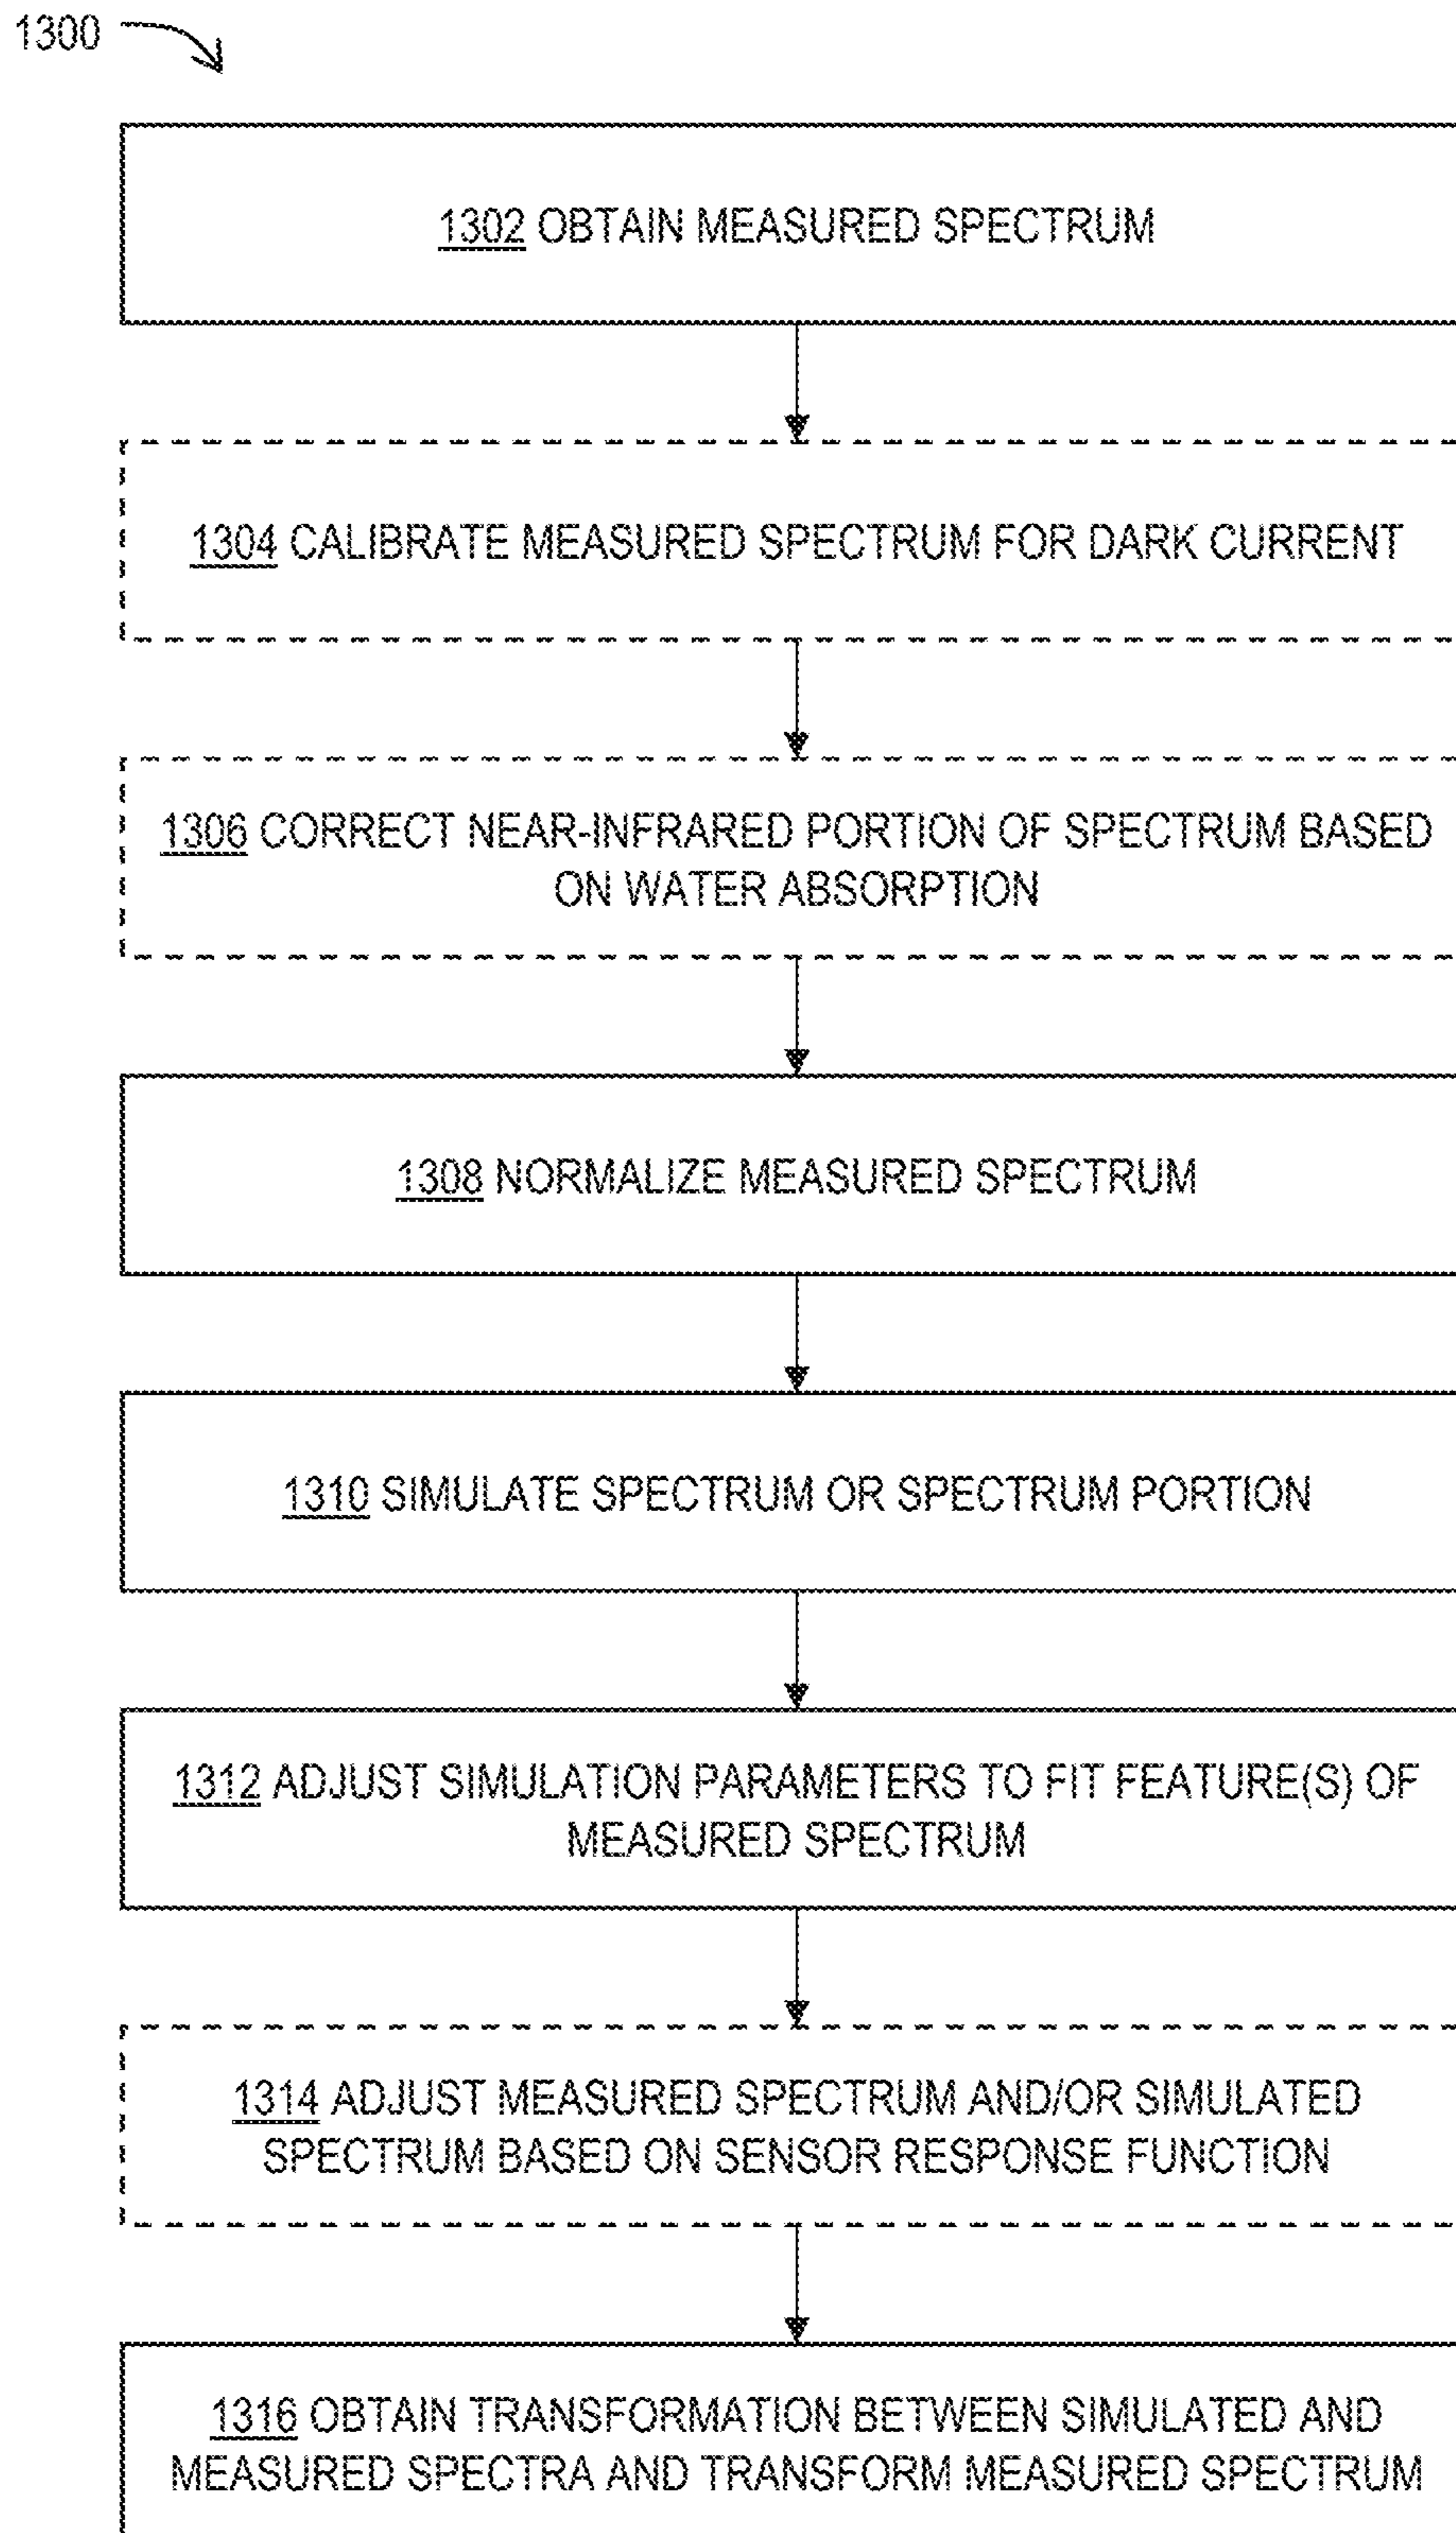 1300
1302 OBTAIN MEASURED SPECTRUM
1304 CALIBRATE MEASURED SPECTRUM FOR DARK CURRENT
1306 CORRECT NEAR-INFRARED PORTION OF SPECTRUM BASED
ON WATER ABSORPTION
1308 NORMALIZE MEASURED SPECTRUM
1310 SIMULATE SPECTRUM OR SPECTRUM PORTION
1312 ADJUST SIMULATION PARAMETERS TO FIT FEATURE(S) OF
MEASURED SPECTRUM
1314 ADJUST MEASURED SPECTRUM AND/OR SIMULATED
SPECTRUM BASED ON SENSOR RESPONSE FUNCTION
1316 OBTAIN TRANSFORMATION BETWEEN SIMULATED AND
MEASURED SPECTRA AND TRANSFORM MEASURED SPECTRUM